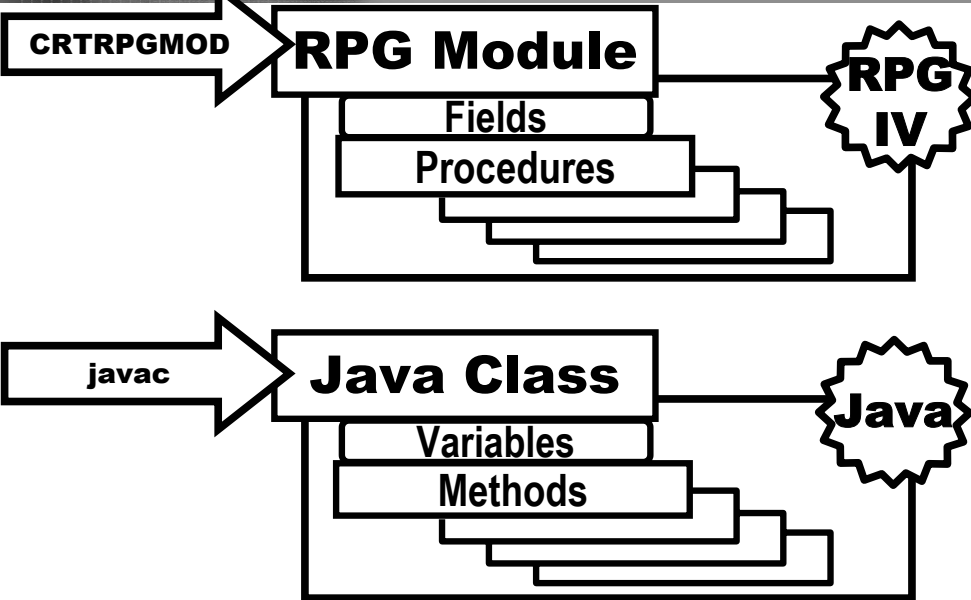 CRTRPGMOD
RPG Module
RPG
IV
Fields
Procedures
javac
Java Class
Java
Variables
Methods